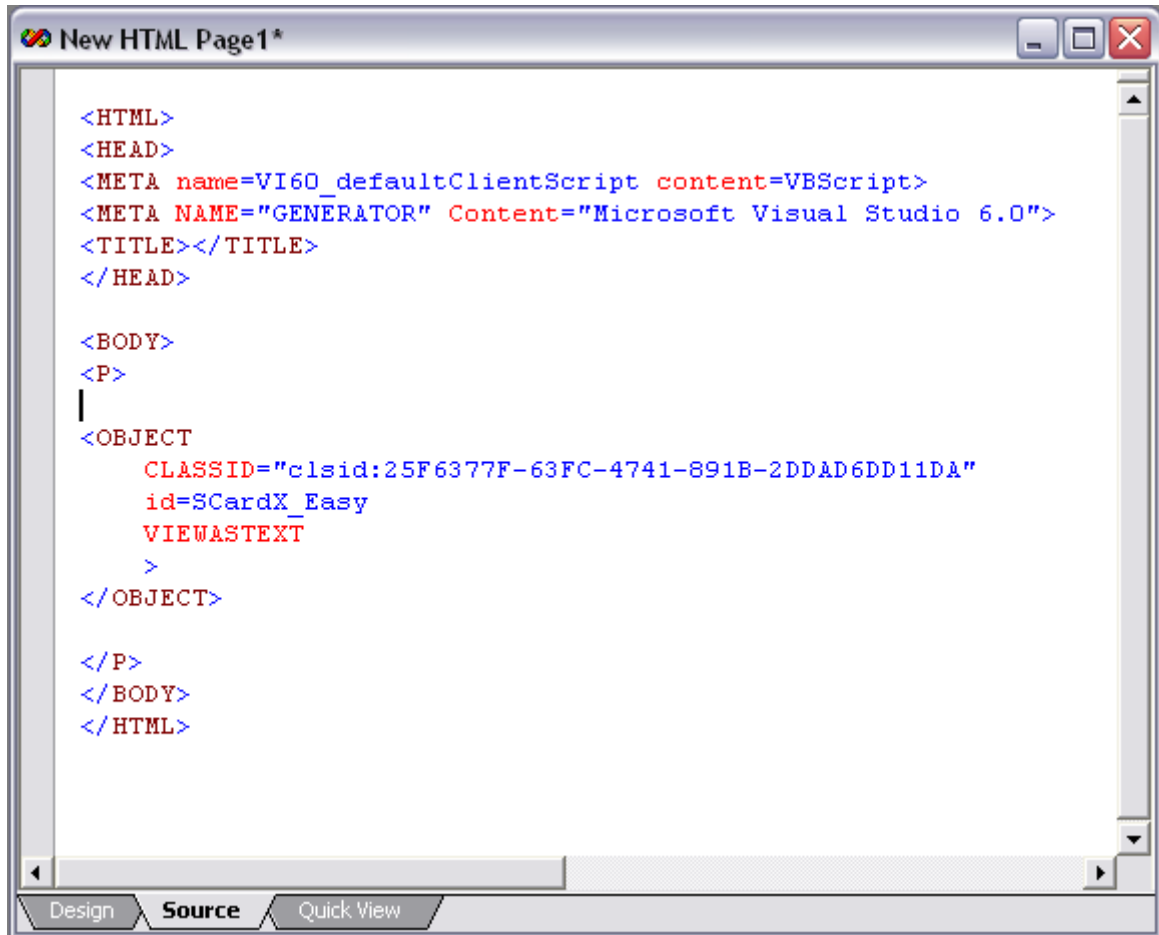 New HTML Page1*
<HTML>
<HEAD>
<META name=VI60_defaultClientScript content=VBScript>
<META NAME="GENERATOR" Content="Microsoft Visual Studio 6.0">
<TITLE></TITLE>
</HEAD>
<BODY>
<P>
<OBJECT
CLASSID="clsid:25F6377F-63FC-4741-891B-2DDAD6DD11DA"
id=SCardX_Easy
VIEWASTEXT
>
</OBJECT>
</P>
</BODY>
</HTML>
Design Source Quick View